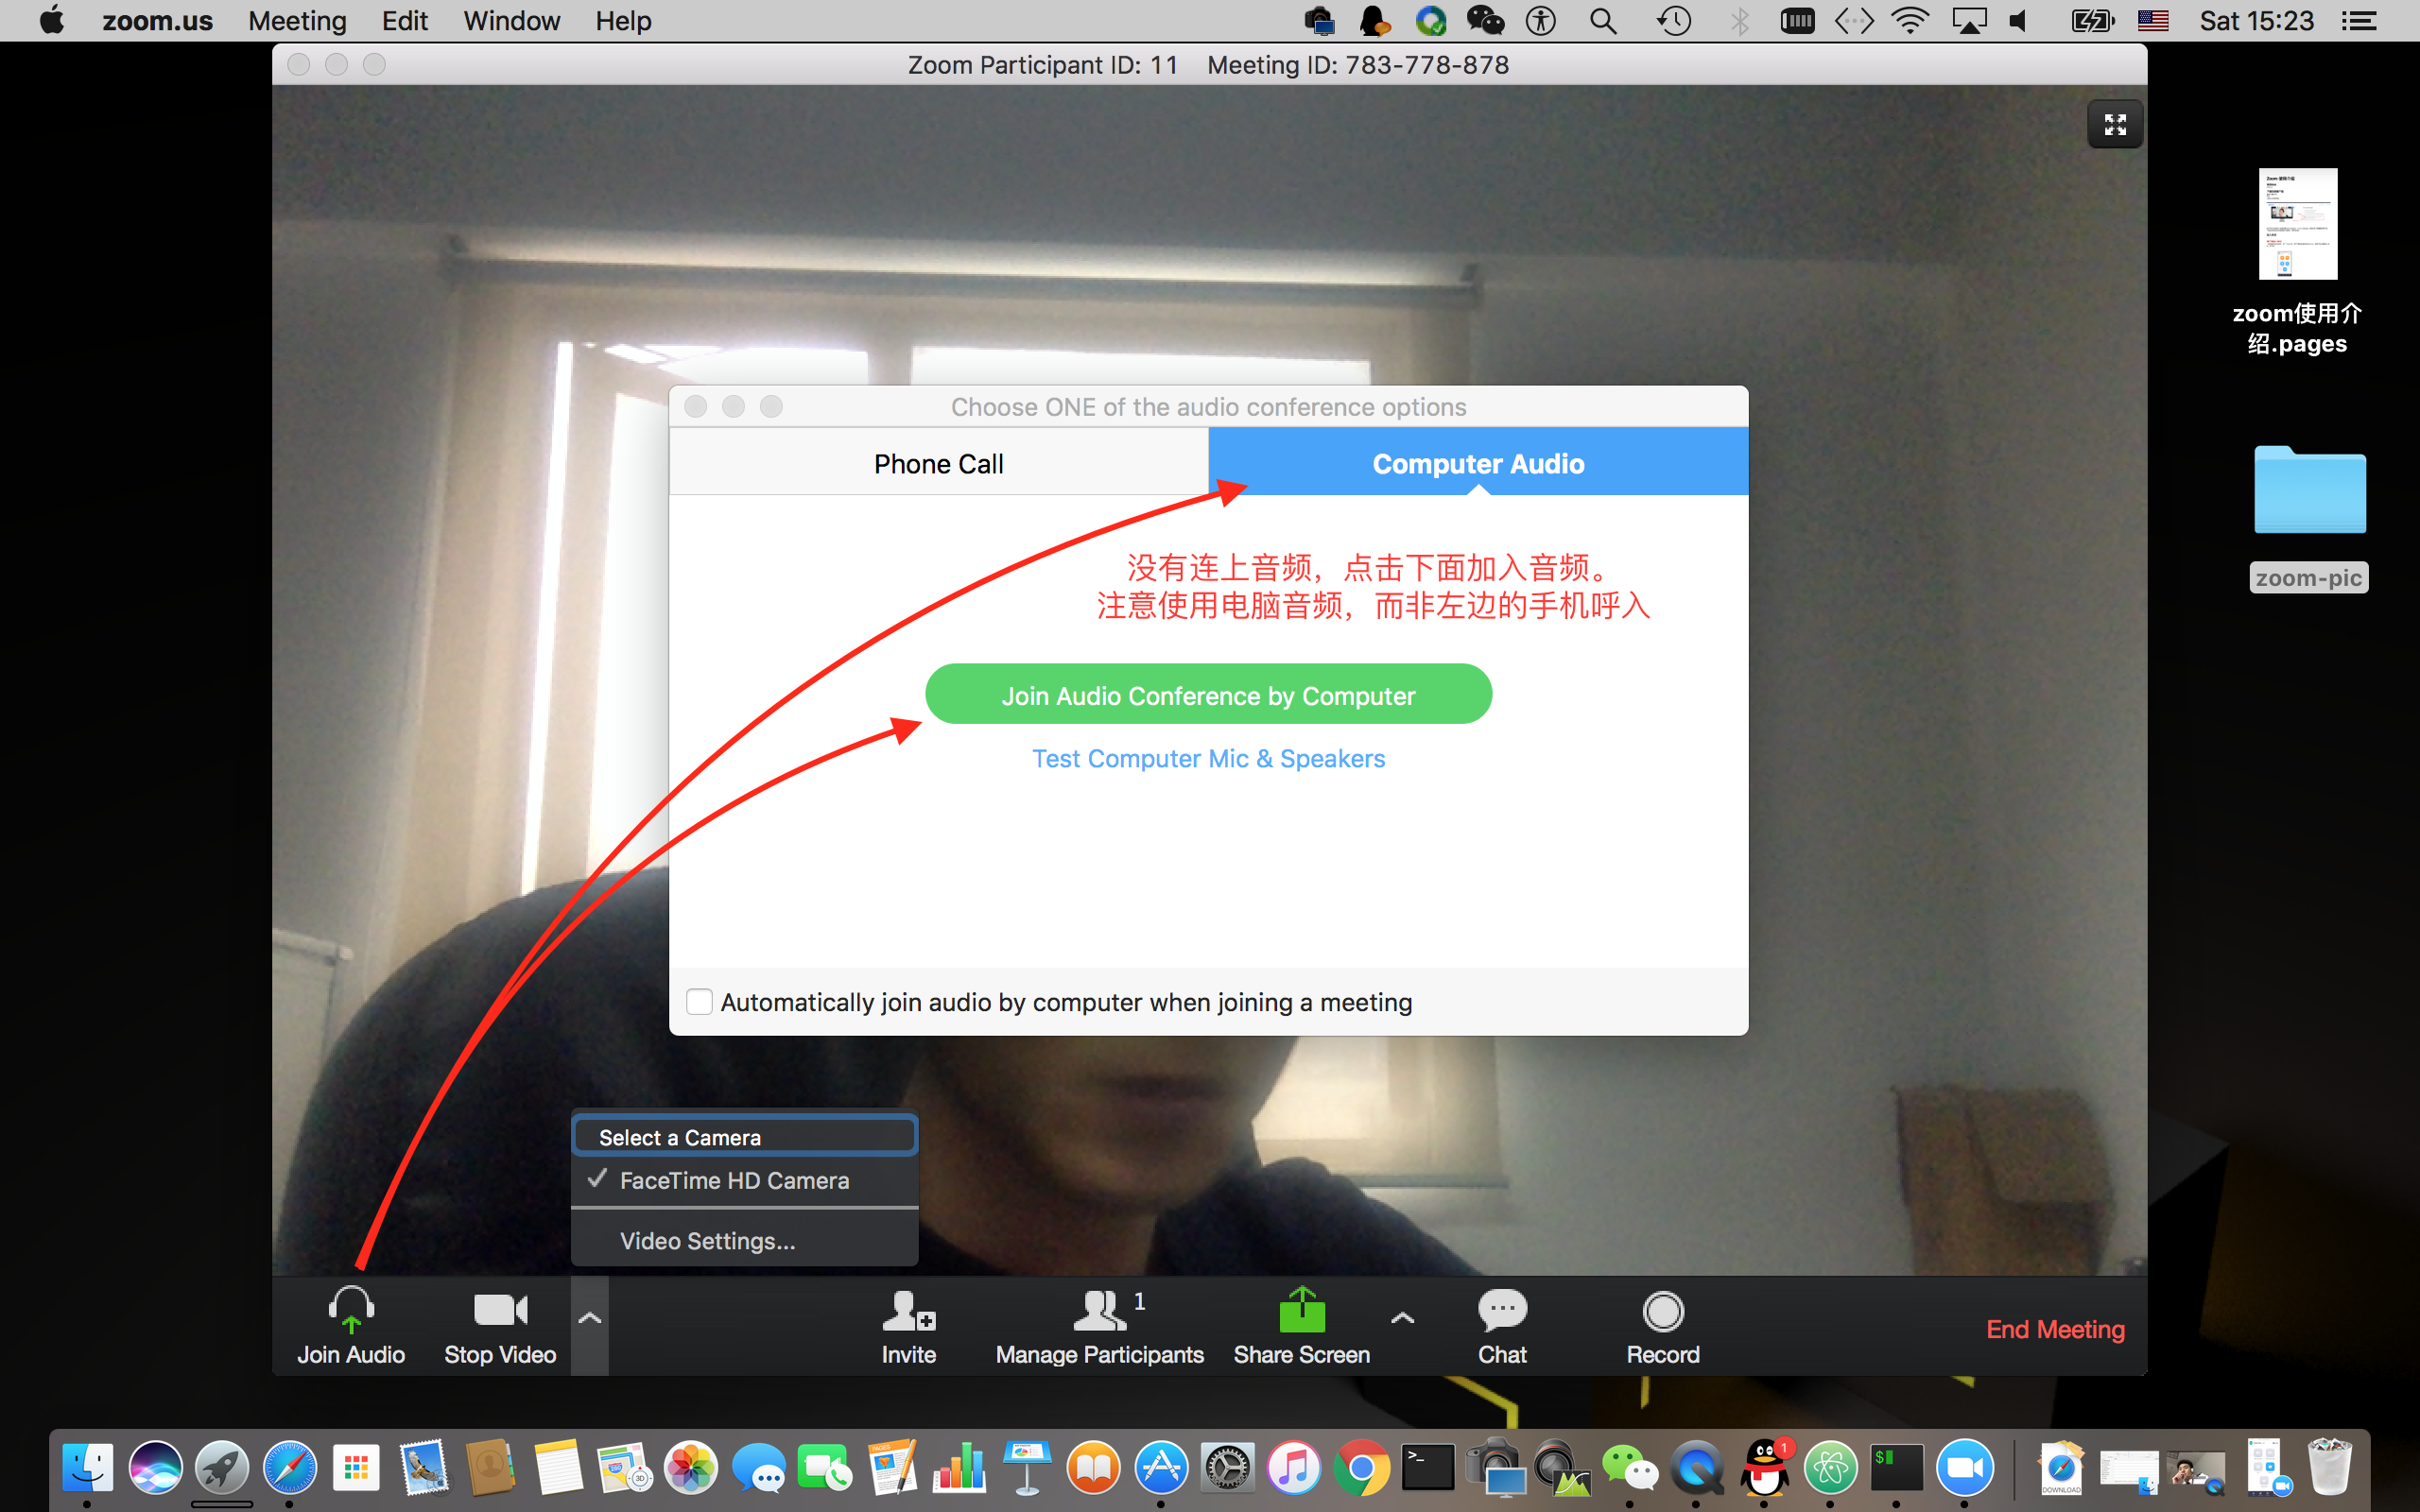 zoom.us Meeting Edit Window Help
Sat 15:23
Zoom Participant ID: 11 Meeting ID: 783-778-878
zoom使用介
绍.pages
zoom-pic
Choose ONE of the audio conference options
Phone Call
Computer Audio
没有连上音频，点击下面加入音频。
注意使用电脑音频，而非左边的手机呼入
Join Audio Conference by Computer
Test Computer Mic & Speakers
Automatically join audio by computer when joining a meeting
Select a Camera
FaceTime HD Camera
Video Settings...
1
Join Audio
Stop Video
Invite
Manage Participants
Share Screen
Chat
Record
End Meeting
PAGES
3D
>_
1
$
DOWNLOAD